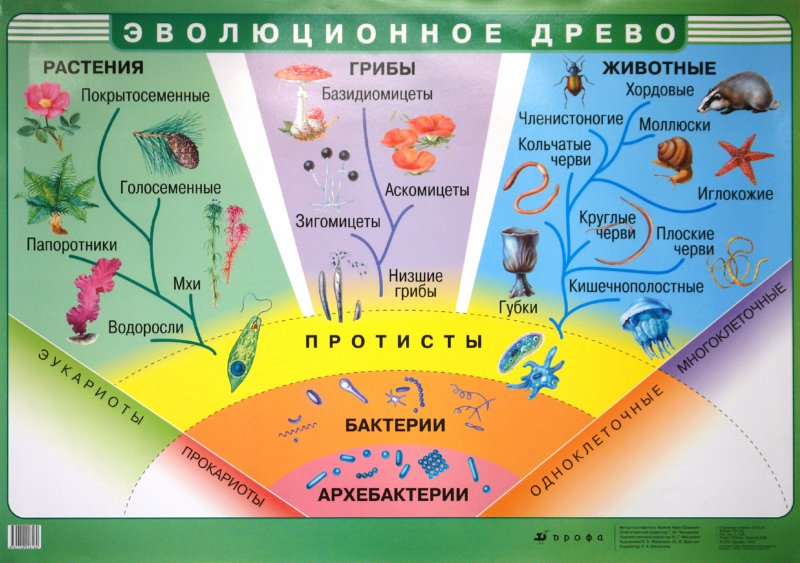 ЭВОЛЮЦИОННОЕ ДРЕВО
РАСТЕНИЯ
ГРИБЫ
ЖИВОТНЫЕ
Покрытосеменные
Голосеменные
Папоротники
Мхи
Водоросли
Базидиомицеты
Аскомицеты
Зигомицеты
Низшие
грибы
Хордовые
Членистоногие
Моллюски
Кольчатые
черви
Иглокожие
Круглые
черви
Плоские
черви
Кишечнополостные
Губки
ПРОТИСТЫ
БАКТЕРИИ
АРХЕБАКТЕРИИ
ЭУКАРИОТЫ
ПРОКАРИОТЫ
ОДНОКЛЕТОЧНЫЕ
МНОГОКЛЕТОЧНЫЕ
дрофа